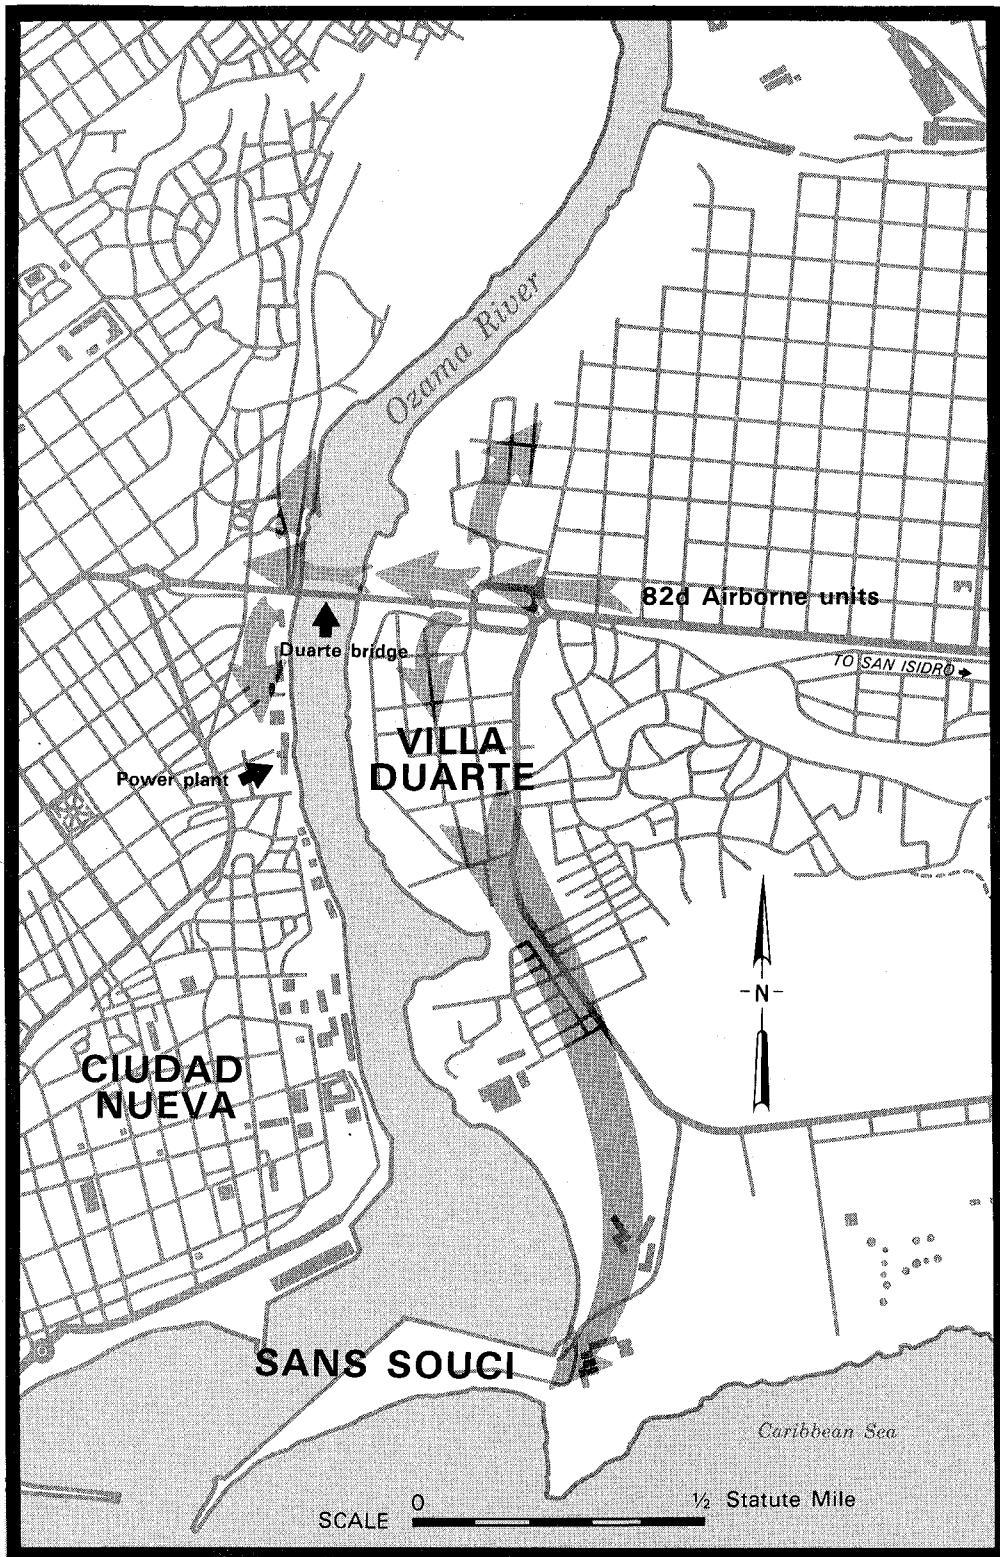 Ozama River
82d Airborne units
Duarte bridge
TO SAN ISIDRO
VILLA
DUARTE
Power plant
N
CIUDAD
NUEVA
SANS SOUCI
Caribbean Sea
0 ½ Statute Mile
SCALE